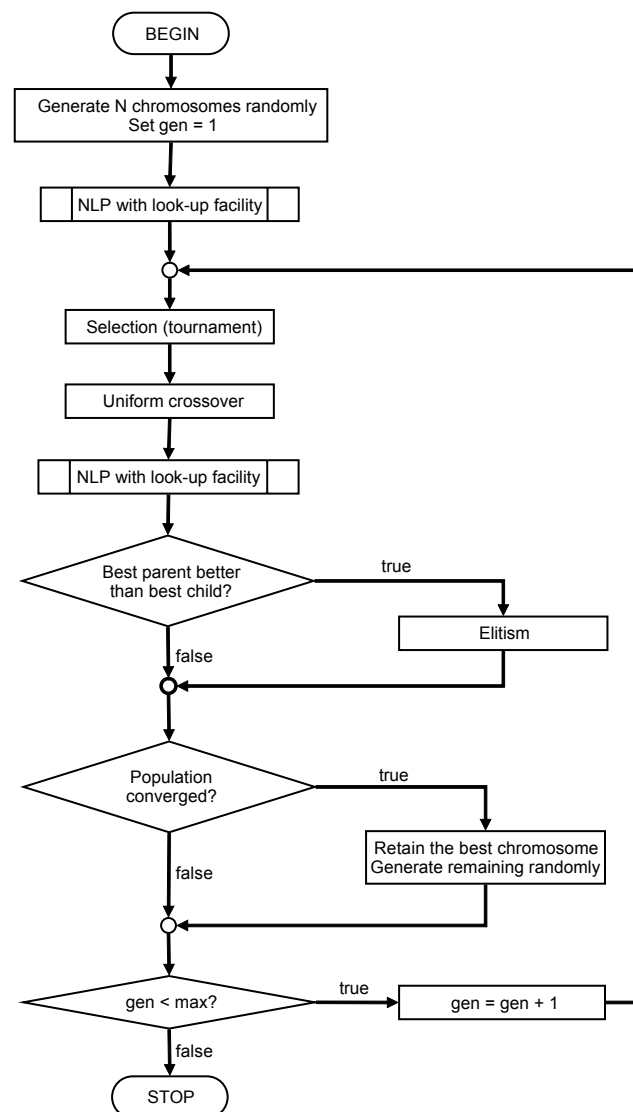 BEGIN
Generate N chromosomes randomly
Set gen = 1
NLP with look-up facility
Selection (tournament)
Uniform crossover
NLP with look-up facility
Best parent better
than best child?
true
Elitism
false
Population
converged?
true
Retain the best chromosome
Generate remaining randomly
false
gen < max?
true
gen = gen + 1
false
STOP